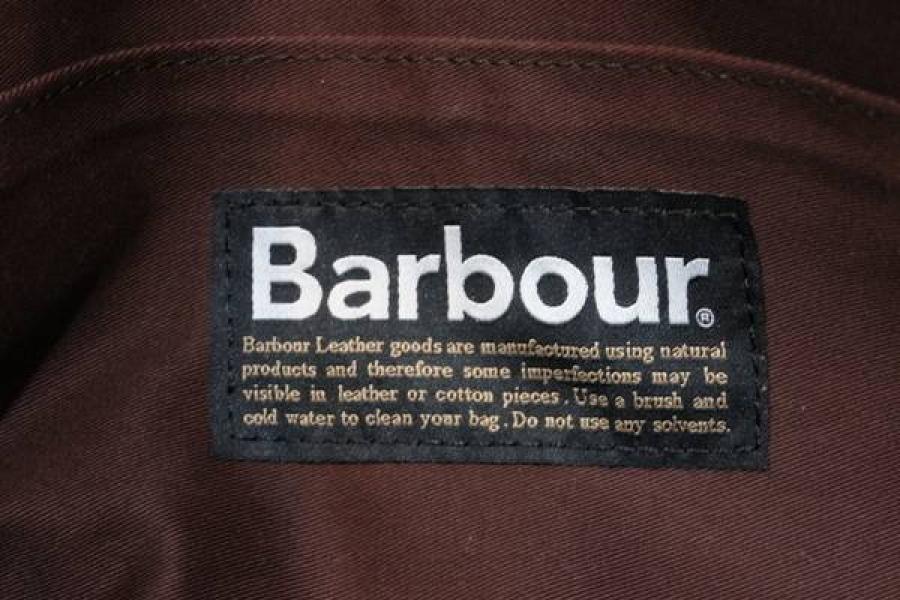 Barbour®
Barbour Leather goods are manufactured using natural
products and therefore some imperfections may be
visible in leather or cotton pieces. Use a brush and
cold water to clean your bag. Do not use any solvents.